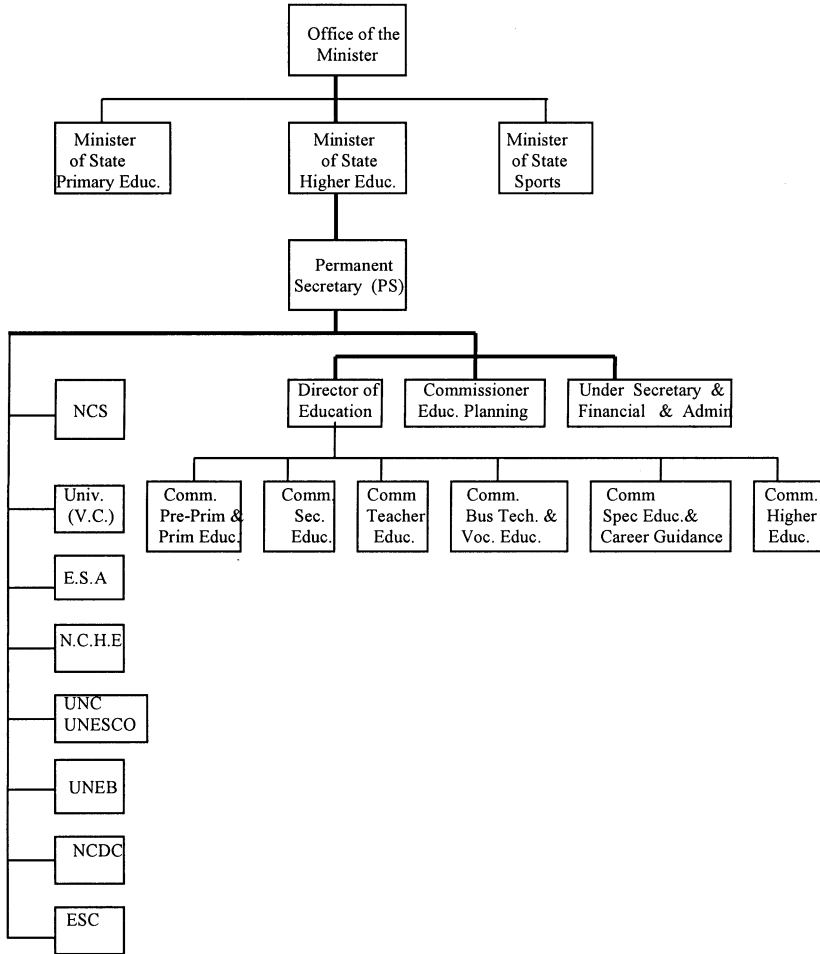 Office of the
Minister
Minister
of State
Primary Educ.
Minister
of State
Higher Educ.
Minister
of State
Sports
Permanent
Secretary (PS)
Director of
Education
Commissioner
Educ. Planning
Under Secretary &
Financial & Admin
NCS
Univ.
(V.C.)
Comm.
Pre-Prim &
Prim Educ.
Comm.
Sec.
Educ.
Comm
Teacher
Educ.
Comm.
Bus Tech. &
Voc. Educ.
Comm
Spec Educ.&
Career Guidance
Comm.
Higher
Educ.
E.S.A
N.C.H.E
UNC
UNESCO
UNEB
NCDC
ESC